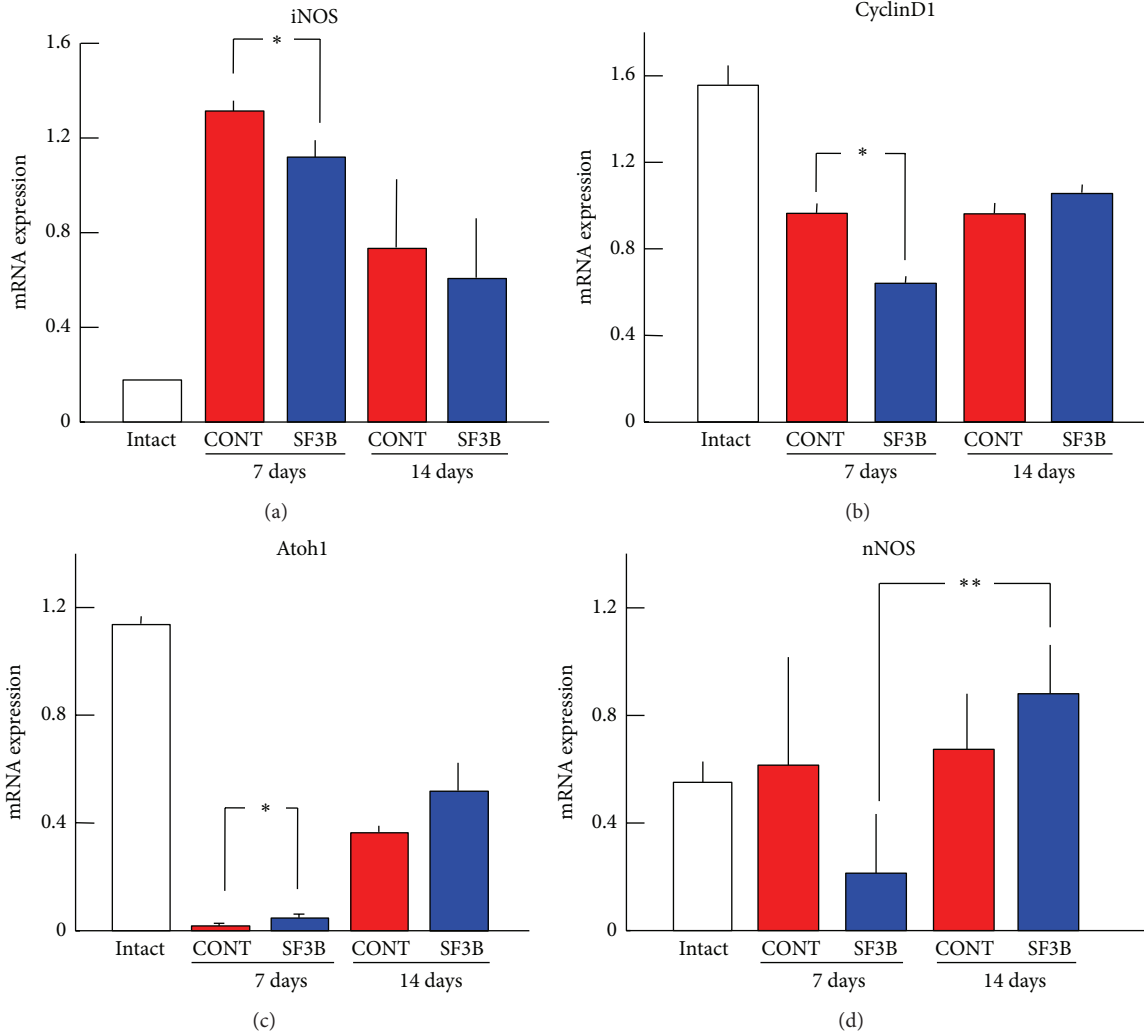 iNOS
1.6
*
1.2
0.8
0.4
0
mRNA expression
Intact CONT SF3B CONT SF3B
7 days 14 days
(a)
CyclinD1
1.6
1.2
*
0.8
0.4
0
mRNA expression
Intact CONT SF3B CONT SF3B
7 days 14 days
(b)
Atoh1
1.2
0.8
*
0.4
0
mRNA expression
Intact CONT SF3B CONT SF3B
7 days 14 days
(c)
nNOS
**
1.2
0.8
0.4
0
mRNA expression
Intact CONT SF3B CONT SF3B
7 days 14 days
(d)